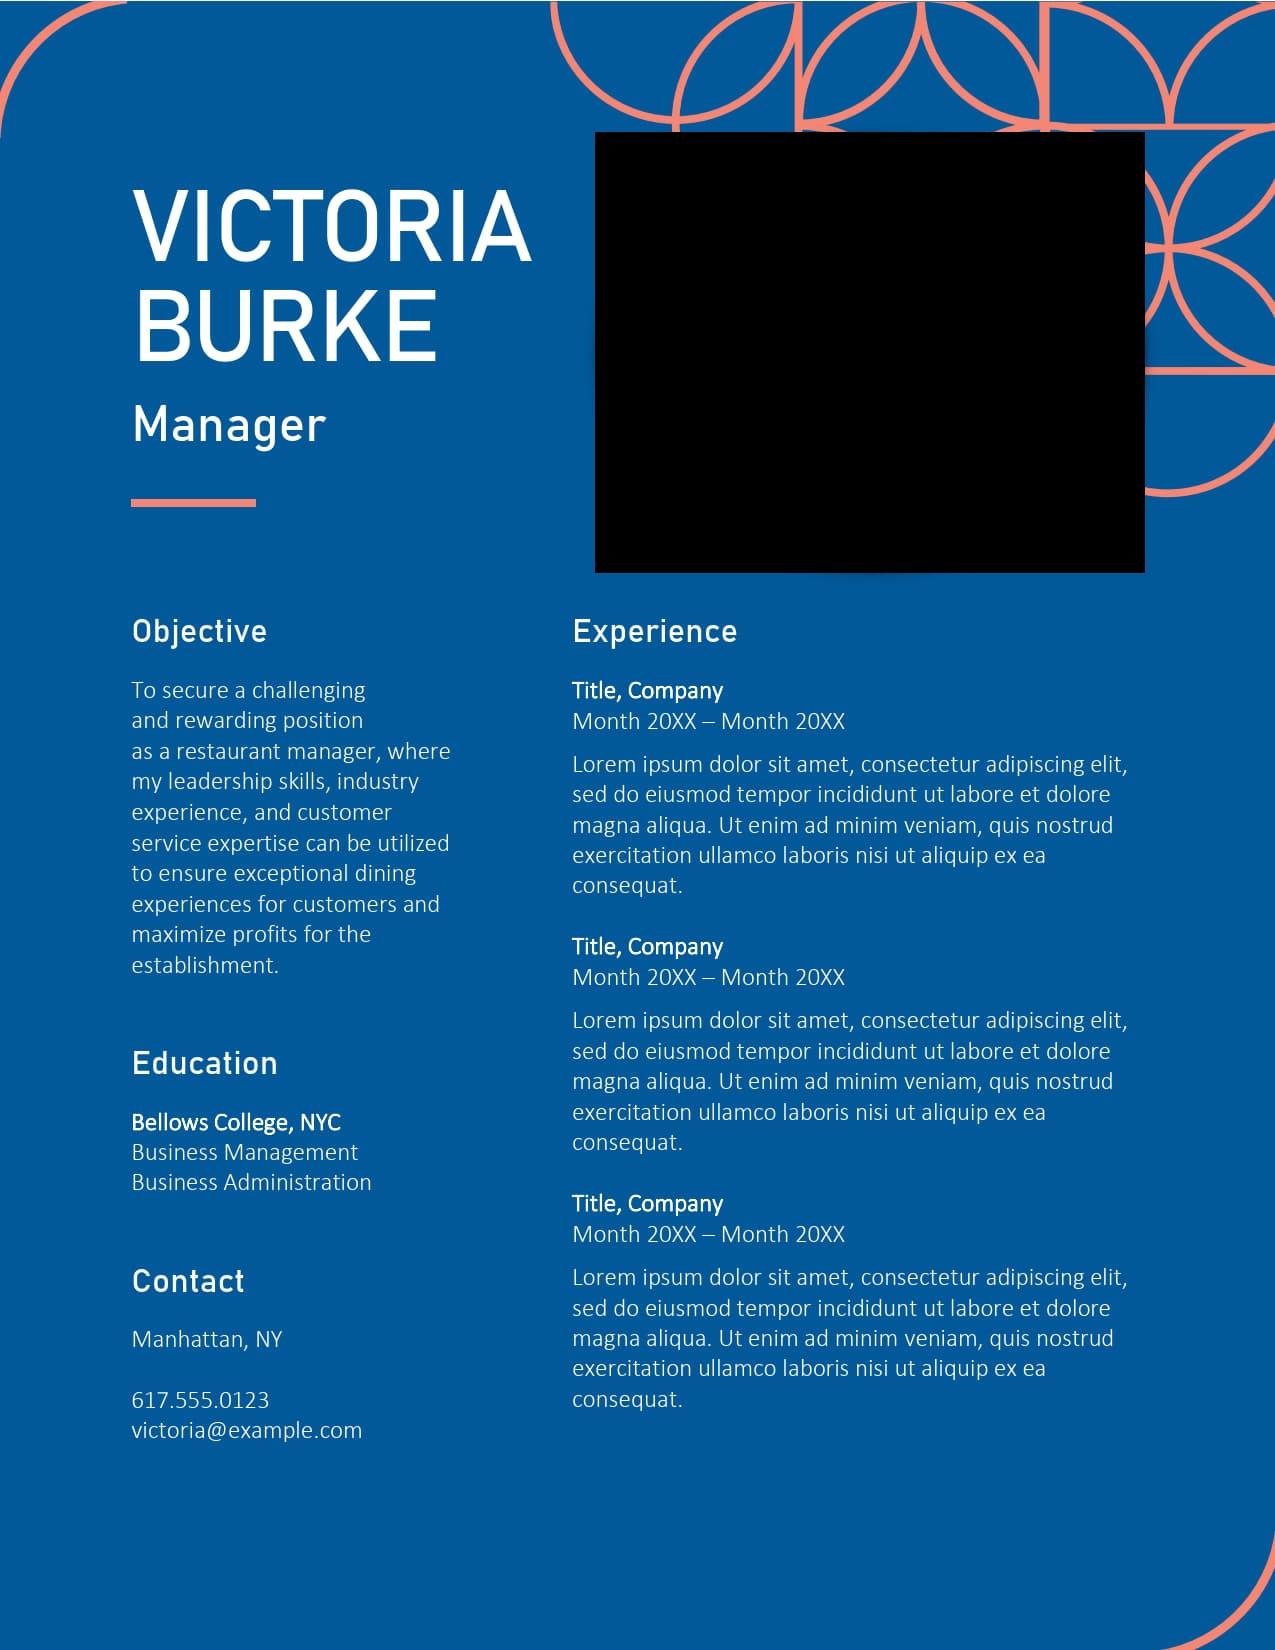 VICTORIA
BURKE
Manager
Objective
To secure a challenging
and rewarding position
as a restaurant manager, where
my leadership skills, industry
experience, and customer
service expertise can be utilized
to ensure exceptional dining
experiences for customers and
maximize profits for the
establishment.
Education
Bellows College, NYC
Business Management
Business Administration
Contact
Manhattan, NY
617.555.0123
victoria@example.com
Experience
Title, Company
Month 20XX – Month 20XX
Lorem ipsum dolor sit amet, consectetur adipiscing elit,
sed do eiusmod tempor incididunt ut labore et dolore
magna aliqua. Ut enim ad minim veniam, quis nostrud
exercitation ullamco laboris nisi ut aliquip ex ea
consequat.
Title, Company
Month 20XX – Month 20XX
Lorem ipsum dolor sit amet, consectetur adipiscing elit,
sed do eiusmod tempor incididunt ut labore et dolore
magna aliqua. Ut enim ad minim veniam, quis nostrud
exercitation ullamco laboris nisi ut aliquip ex ea
consequat.
Title, Company
Month 20XX – Month 20XX
Lorem ipsum dolor sit amet, consectetur adipiscing elit,
sed do eiusmod tempor incididunt ut labore et dolore
magna aliqua. Ut enim ad minim veniam, quis nostrud
exercitation ullamco laboris nisi ut aliquip ex ea
consequat.